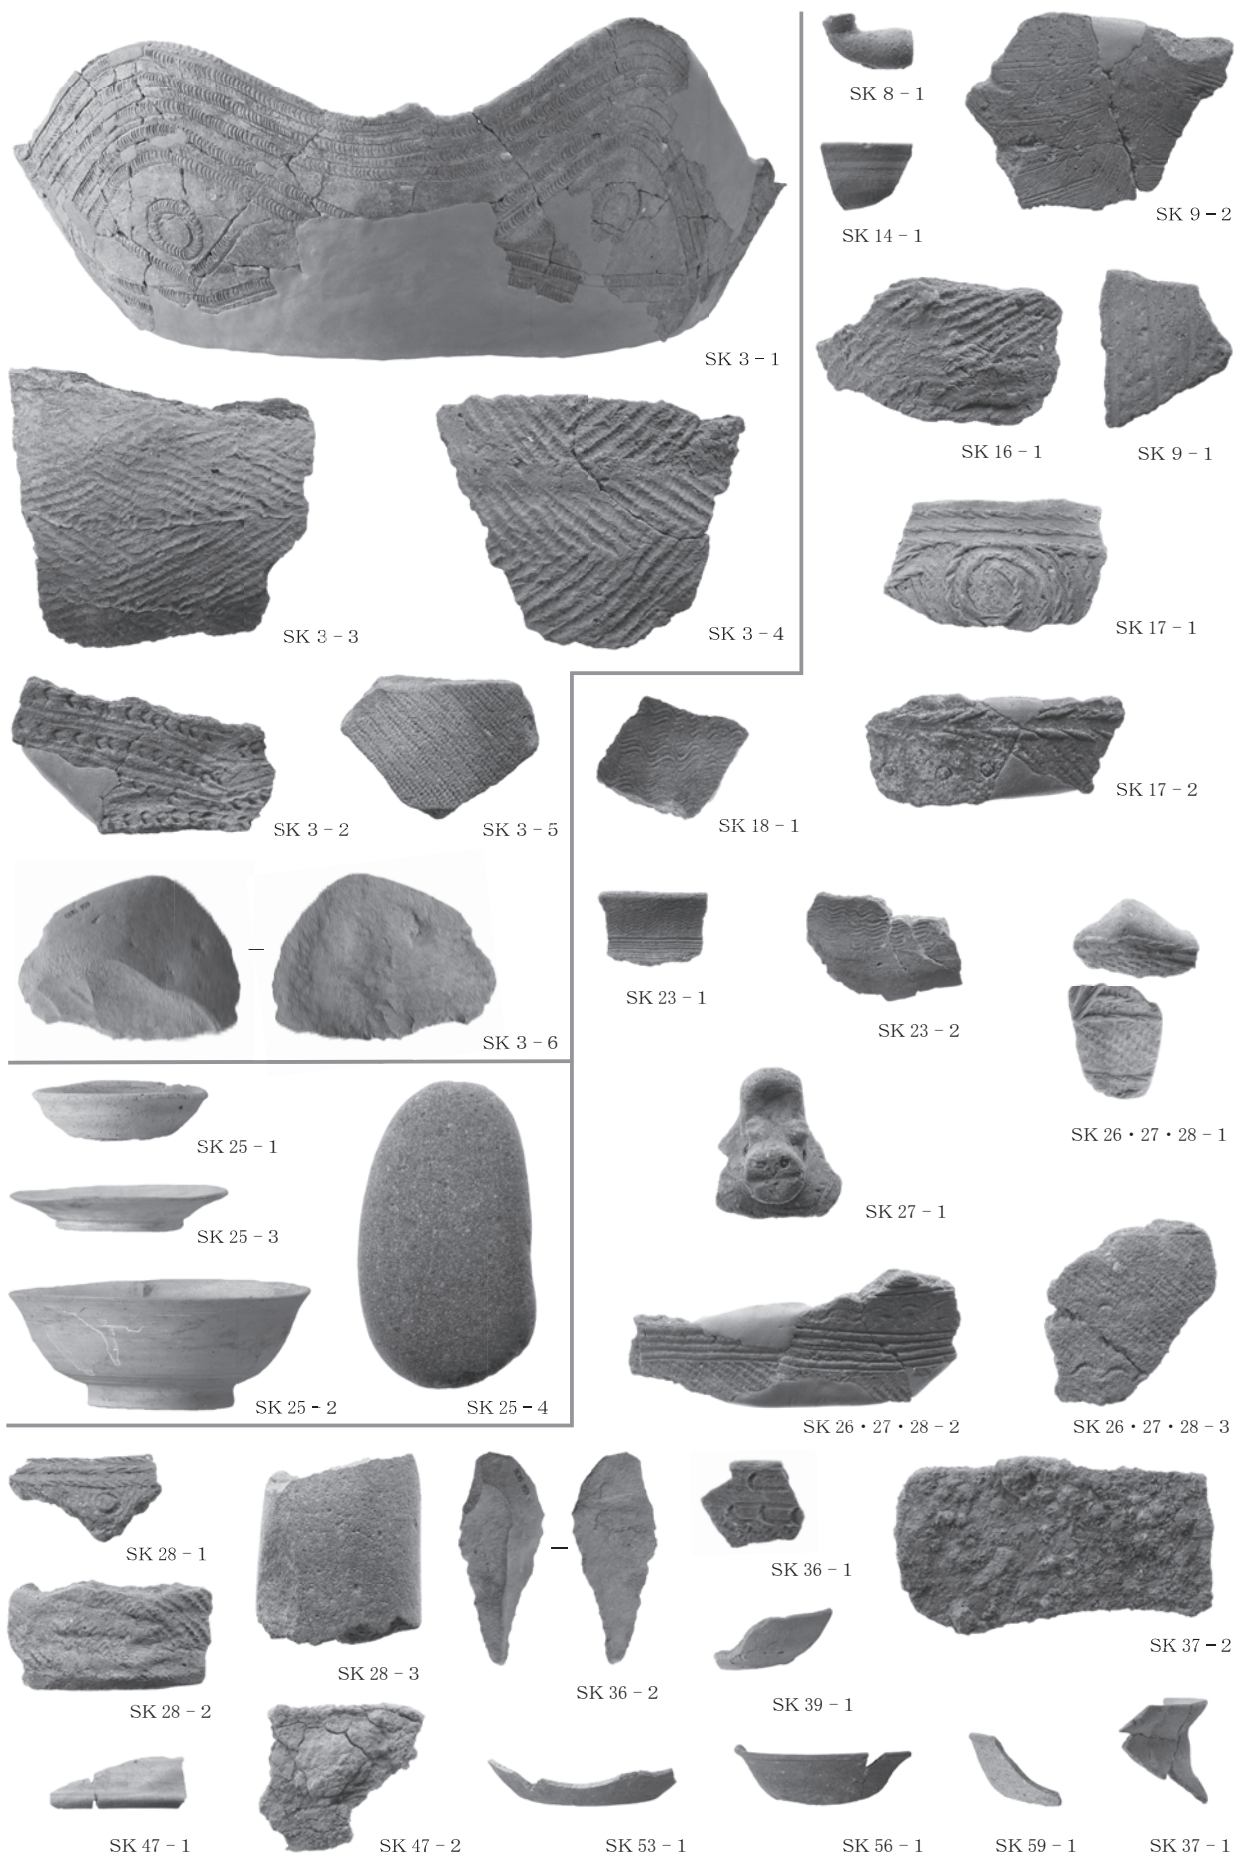 SK 3 - 1
SK 3 - 3
SK 3 - 4
SK 3 - 2
SK 3 - 5
SK 3 - 6
SK 8 - 1
SK 9 - 2
SK 14 - 1
SK 16 - 1
SK 9 - 1
SK 17 - 1
SK 17 - 2
SK 18 - 1
SK 23 - 1
SK 23 - 2
SK 26・27・28 - 1
SK 27 - 1
SK 26・27・28 - 2
SK 26・27・28 - 3
SK 25 - 1
SK 25 - 3
SK 25 - 2
SK 25 - 4
SK 28 - 1
SK 28 - 2
SK 28 - 3
SK 36 - 2
SK 36 - 1
SK 39 - 1
SK 37 - 2
SK 47 - 1
SK 47 - 2
SK 53 - 1
SK 56 - 1
SK 59 - 1
SK 37 - 1